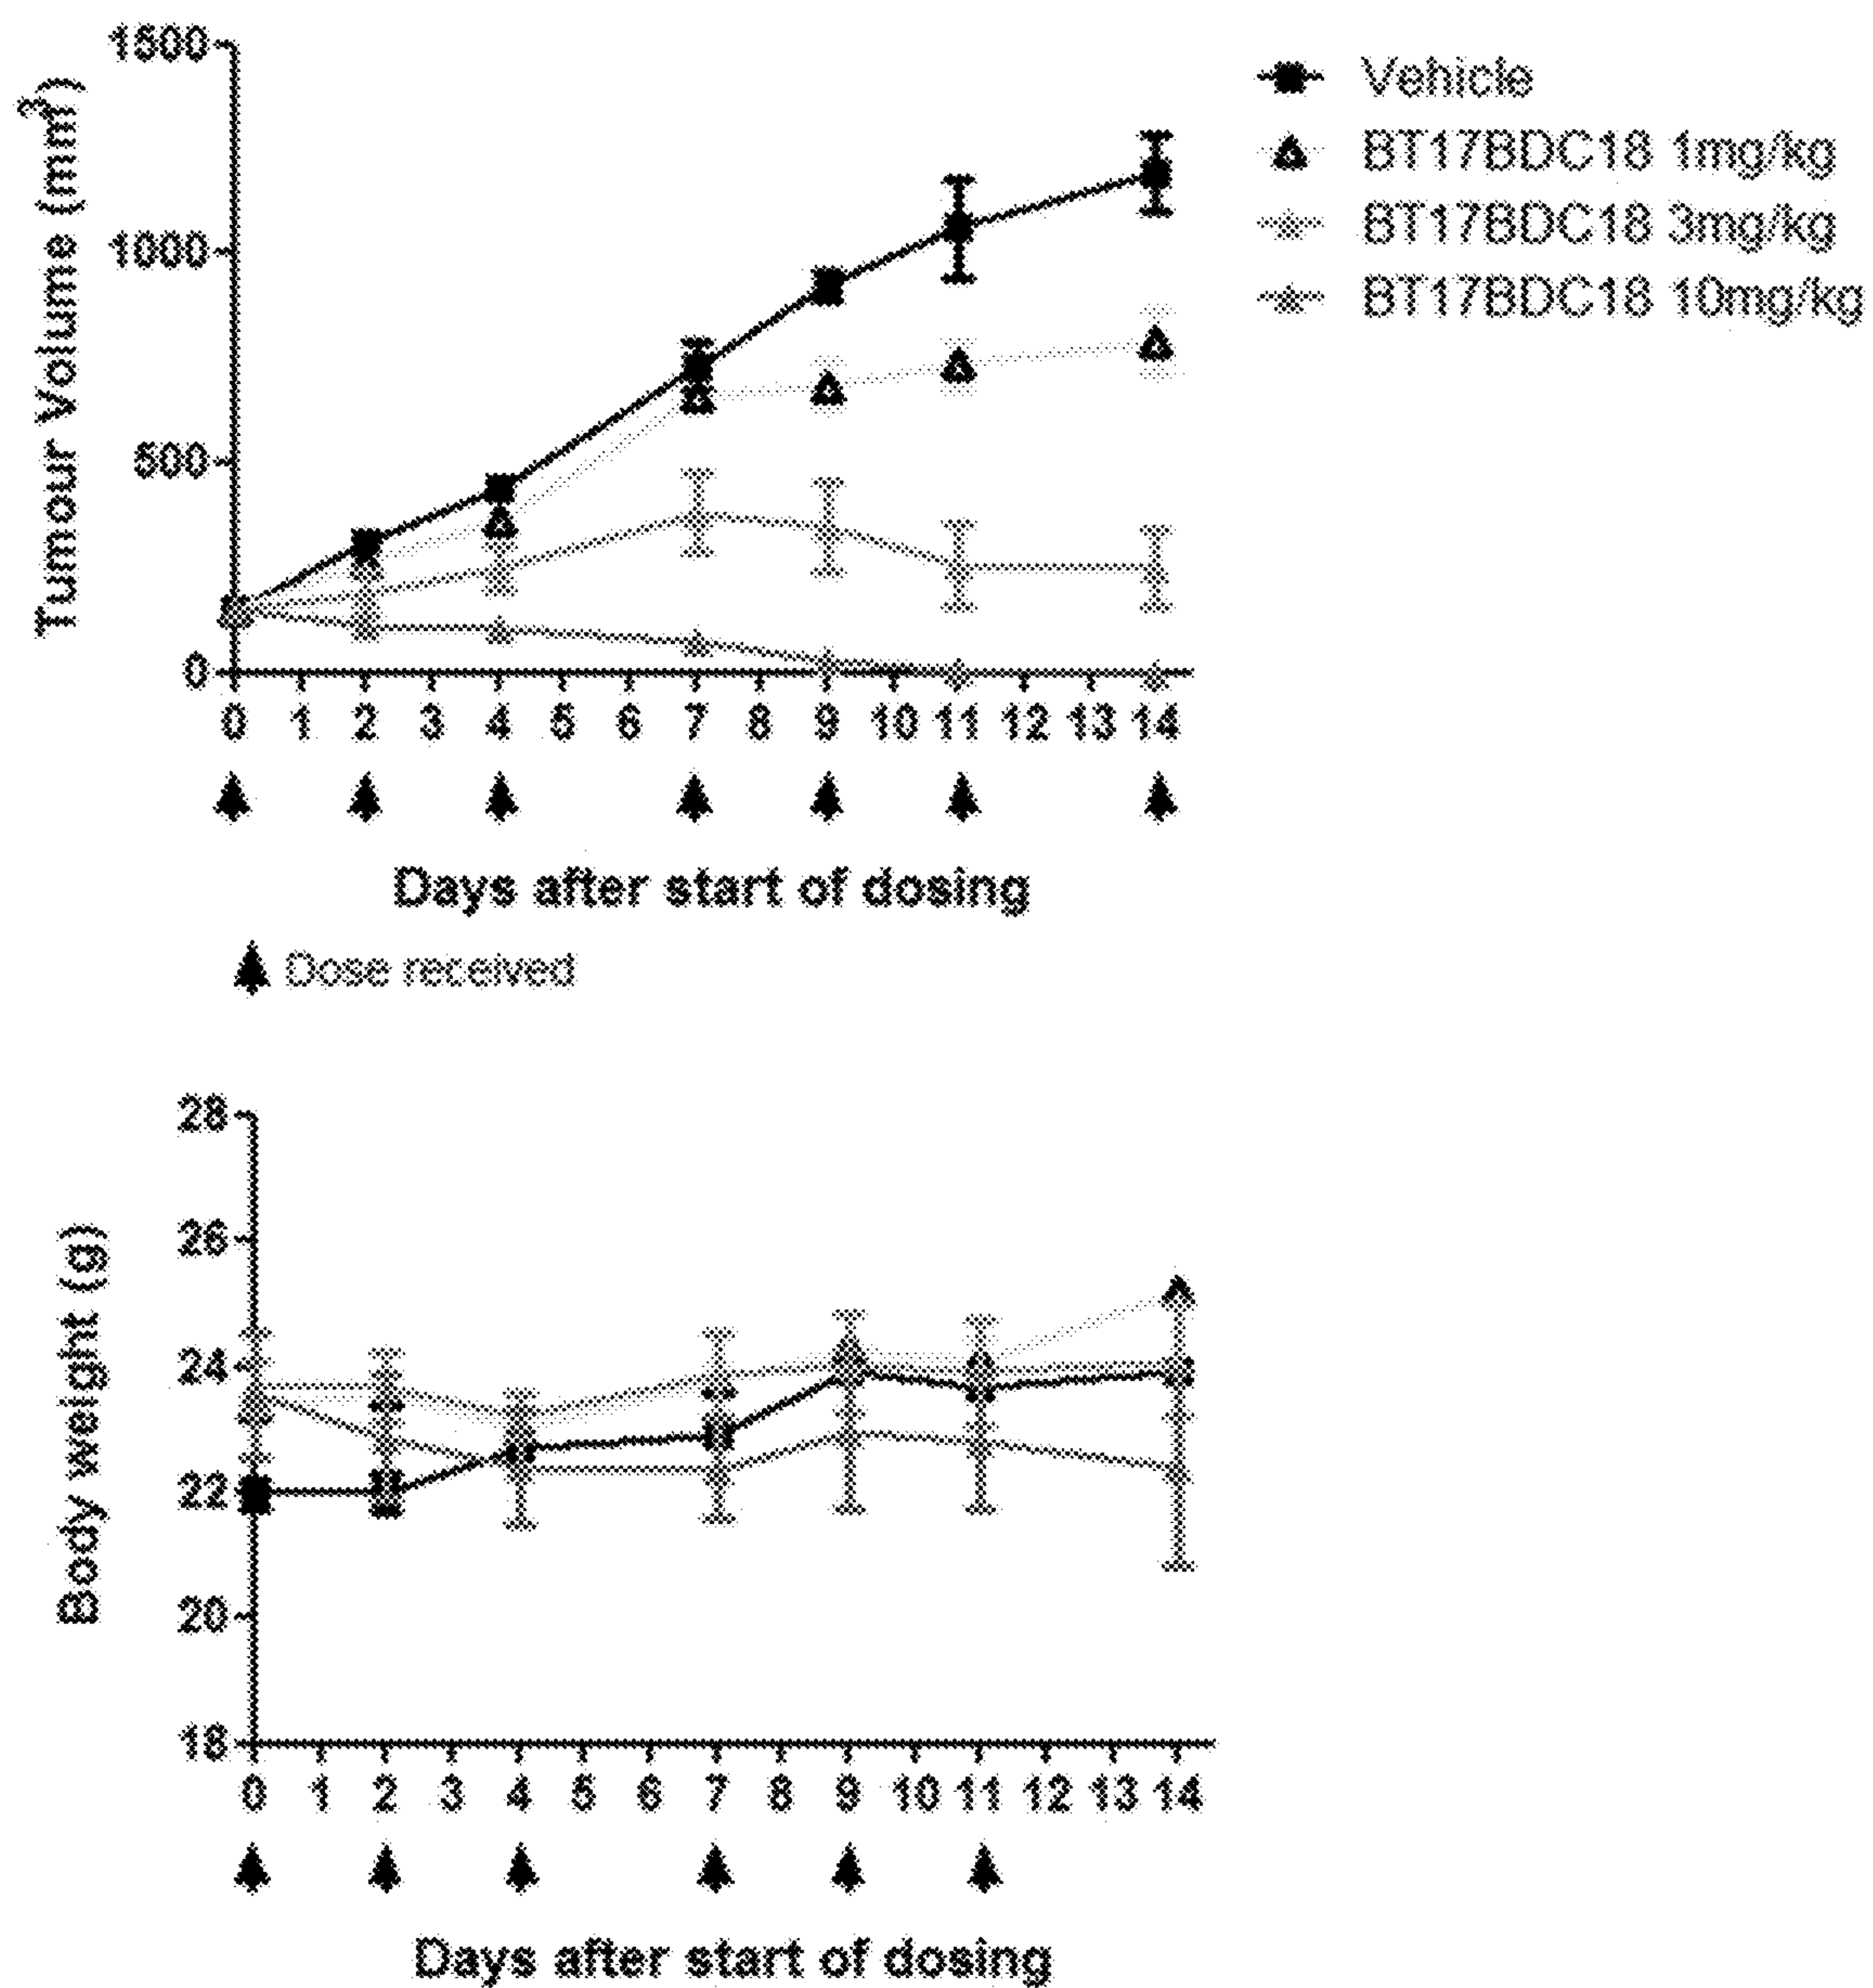 1500
1000
500
0
Tumour Volume (mm³)
Vehicle
BT17BDC18 1mg/kg
BT17BDC18 3mg/kg
BT17BDC18 10mg/kg
0 1 2 3 4 5 6 7 8 9 10 11 12 13 14
Days after start of dosing
Dose received
28
26
24
22
20
18
Body weight (g)
0 1 2 3 4 5 6 7 8 9 10 11 12 13 14
Days after start of dosing